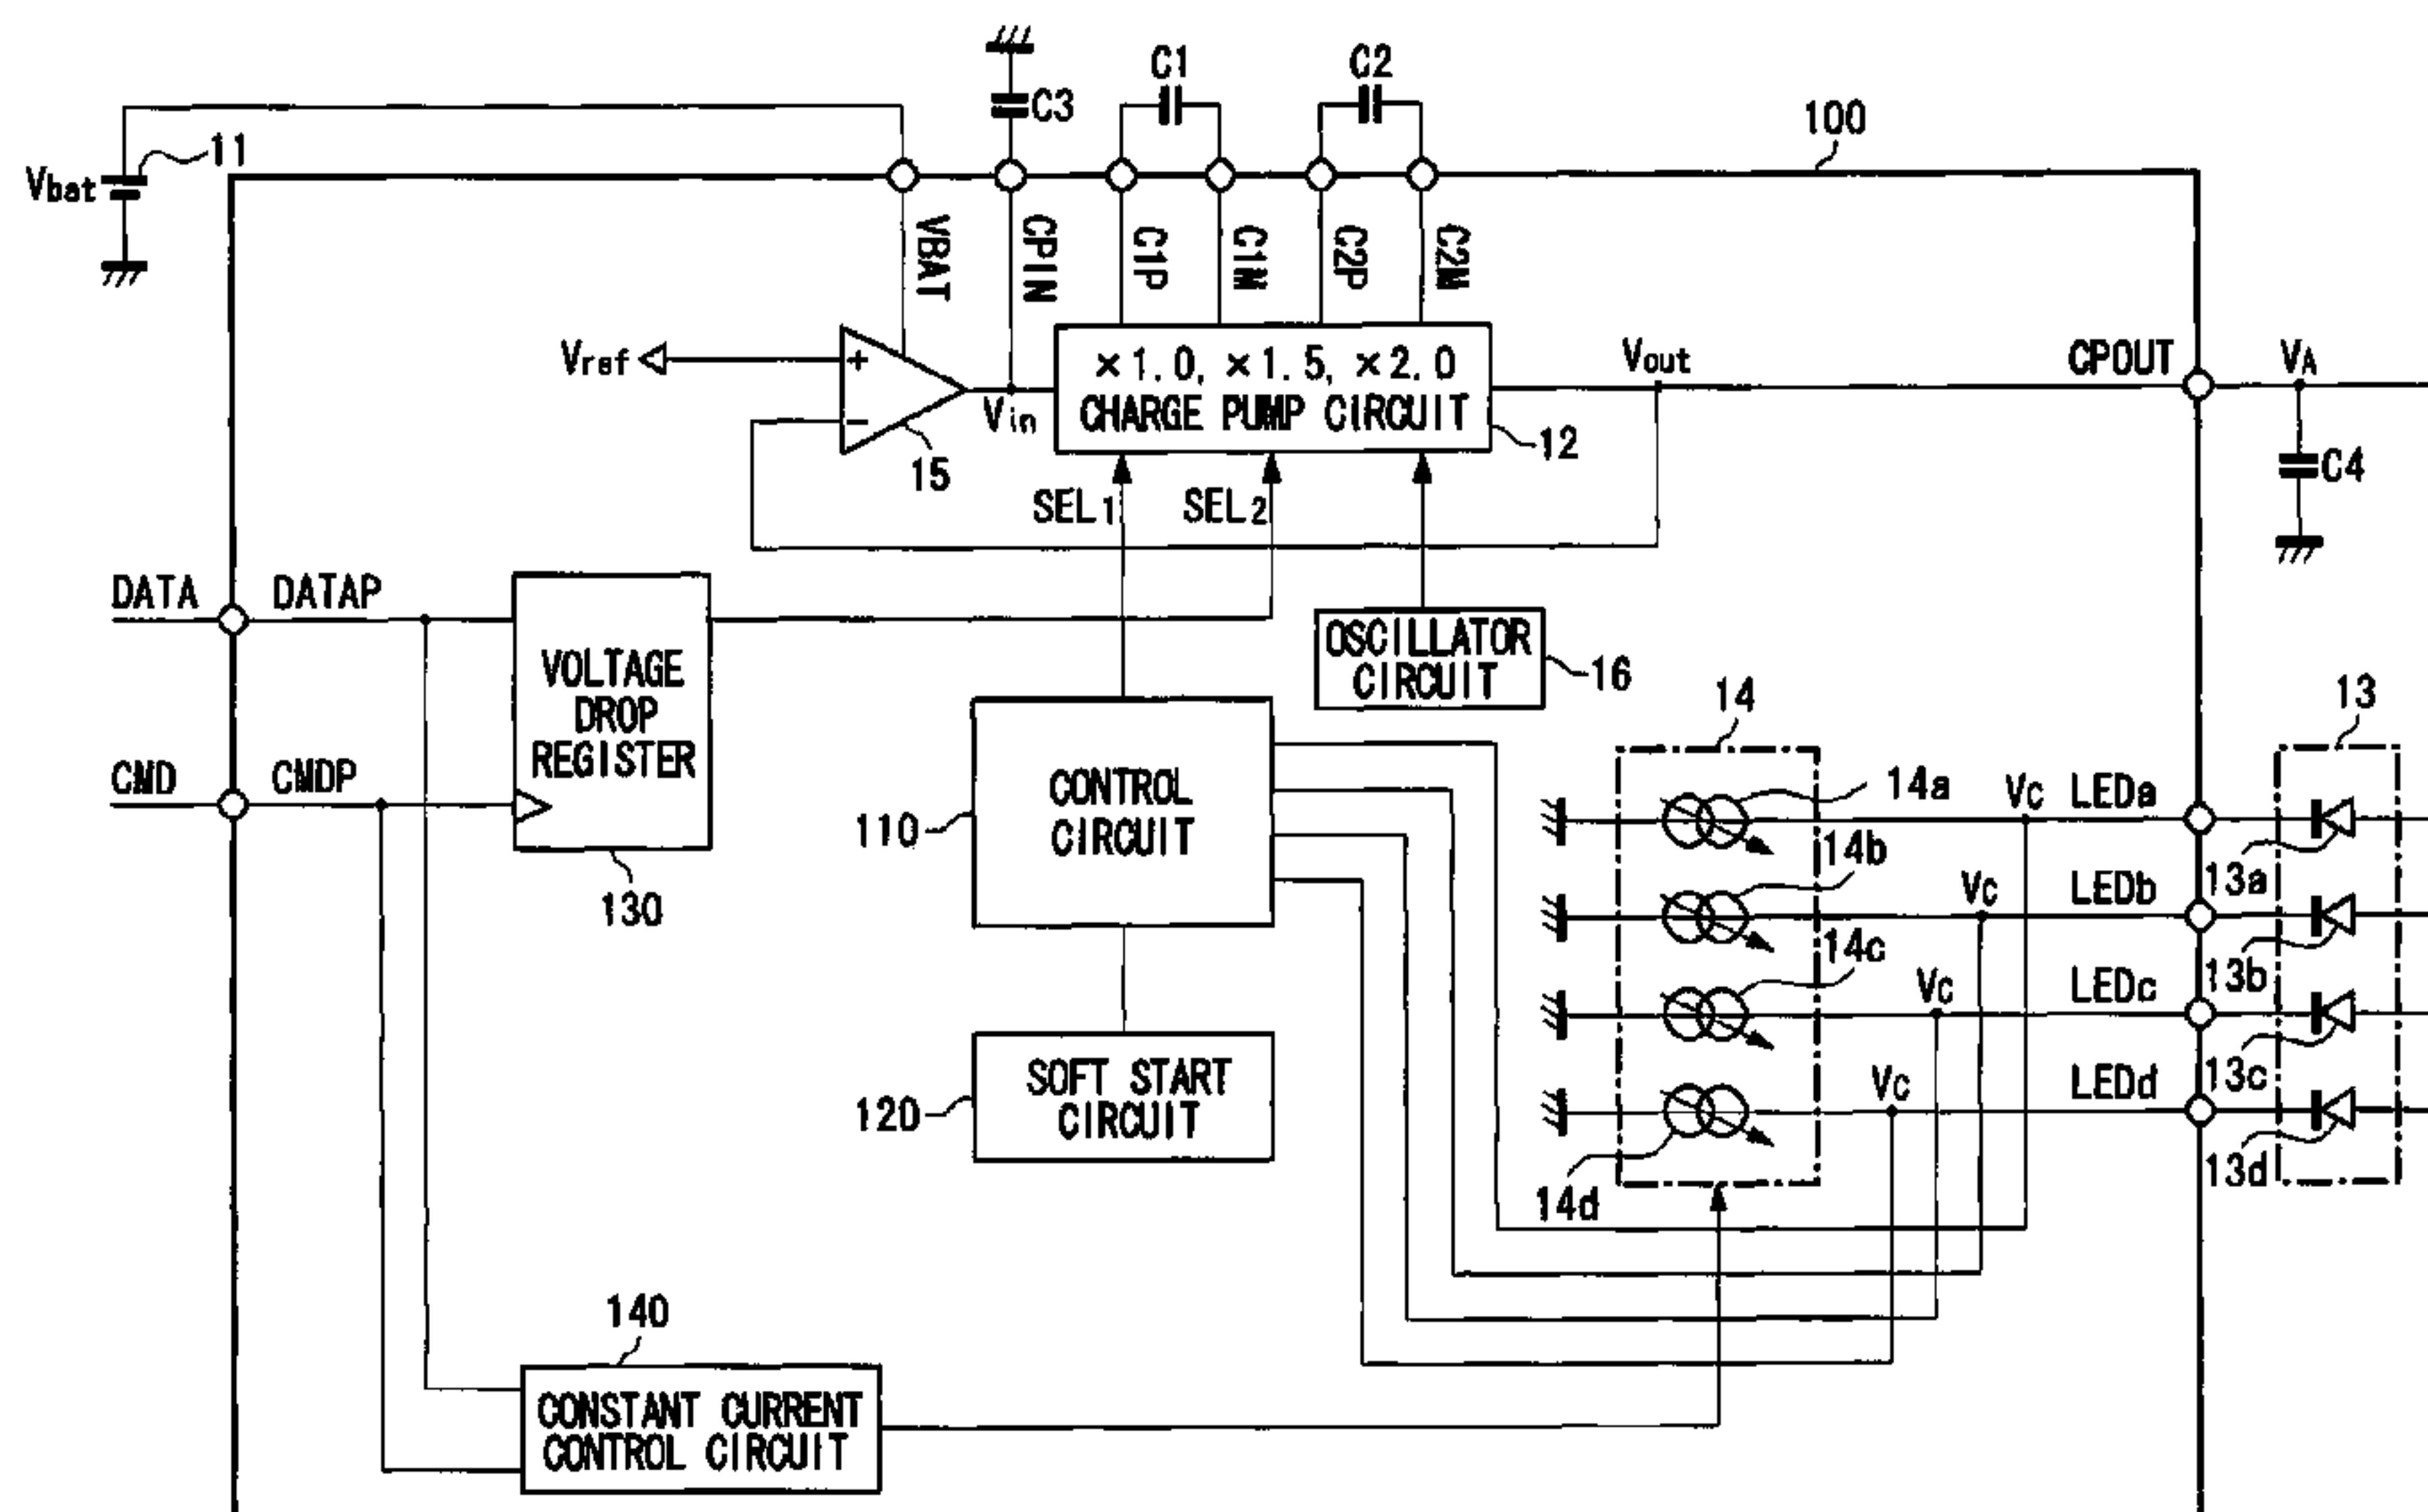 C3
C1
C2
100
11
Vbat
VBAT
CPIN
C1P
C1M
C2P
C2M
Vref
+
−
15
Vin
×1.0, ×1.5, ×2.0
CHARGE PUMP CIRCUIT
12
Vout
CPOUT
VA
C4
SEL1
SEL2
DATA
DATAP
VOLTAGE
DROP
REGISTER
130
CMD
CMDP
OSCILLATOR
CIRCUIT
16
CONTROL
CIRCUIT
110
SOFT START
CIRCUIT
120
14
13
14a
VC
LEDa
13a
14b
VC
LEDb
13b
14c
VC
LEDc
13c
14d
VC
LEDd
13d
140
CONSTANT CURRENT
CONTROL CIRCUIT